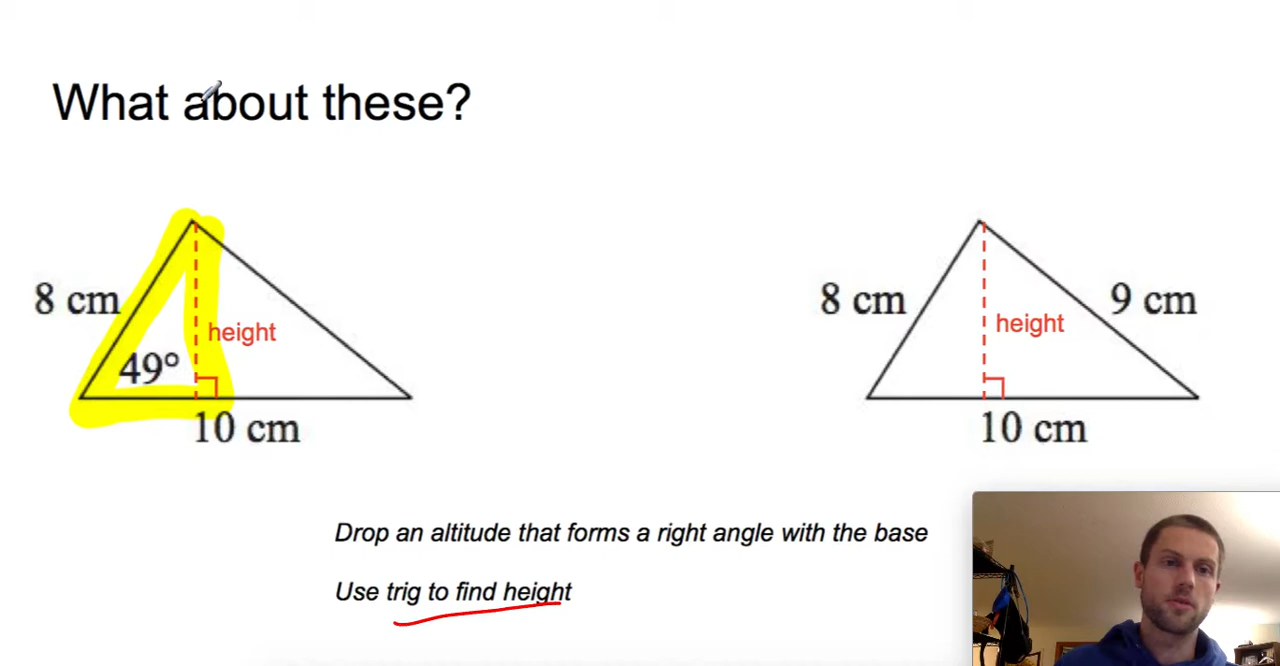 What about these?
8 cm
height
49°
10 cm
8 cm
9 cm
height
10 cm
Drop an altitude that forms a right angle with the base
Use trig to find height